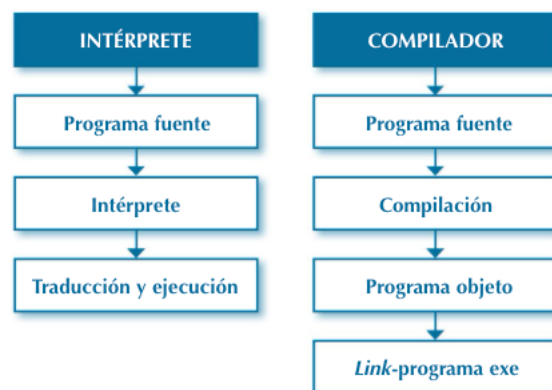 INTÉRPRETE
Programa fuente
Intérprete
Traducción y ejecución
COMPILADOR
Programa fuente
Compilación
Programa objeto
Link-programa exe